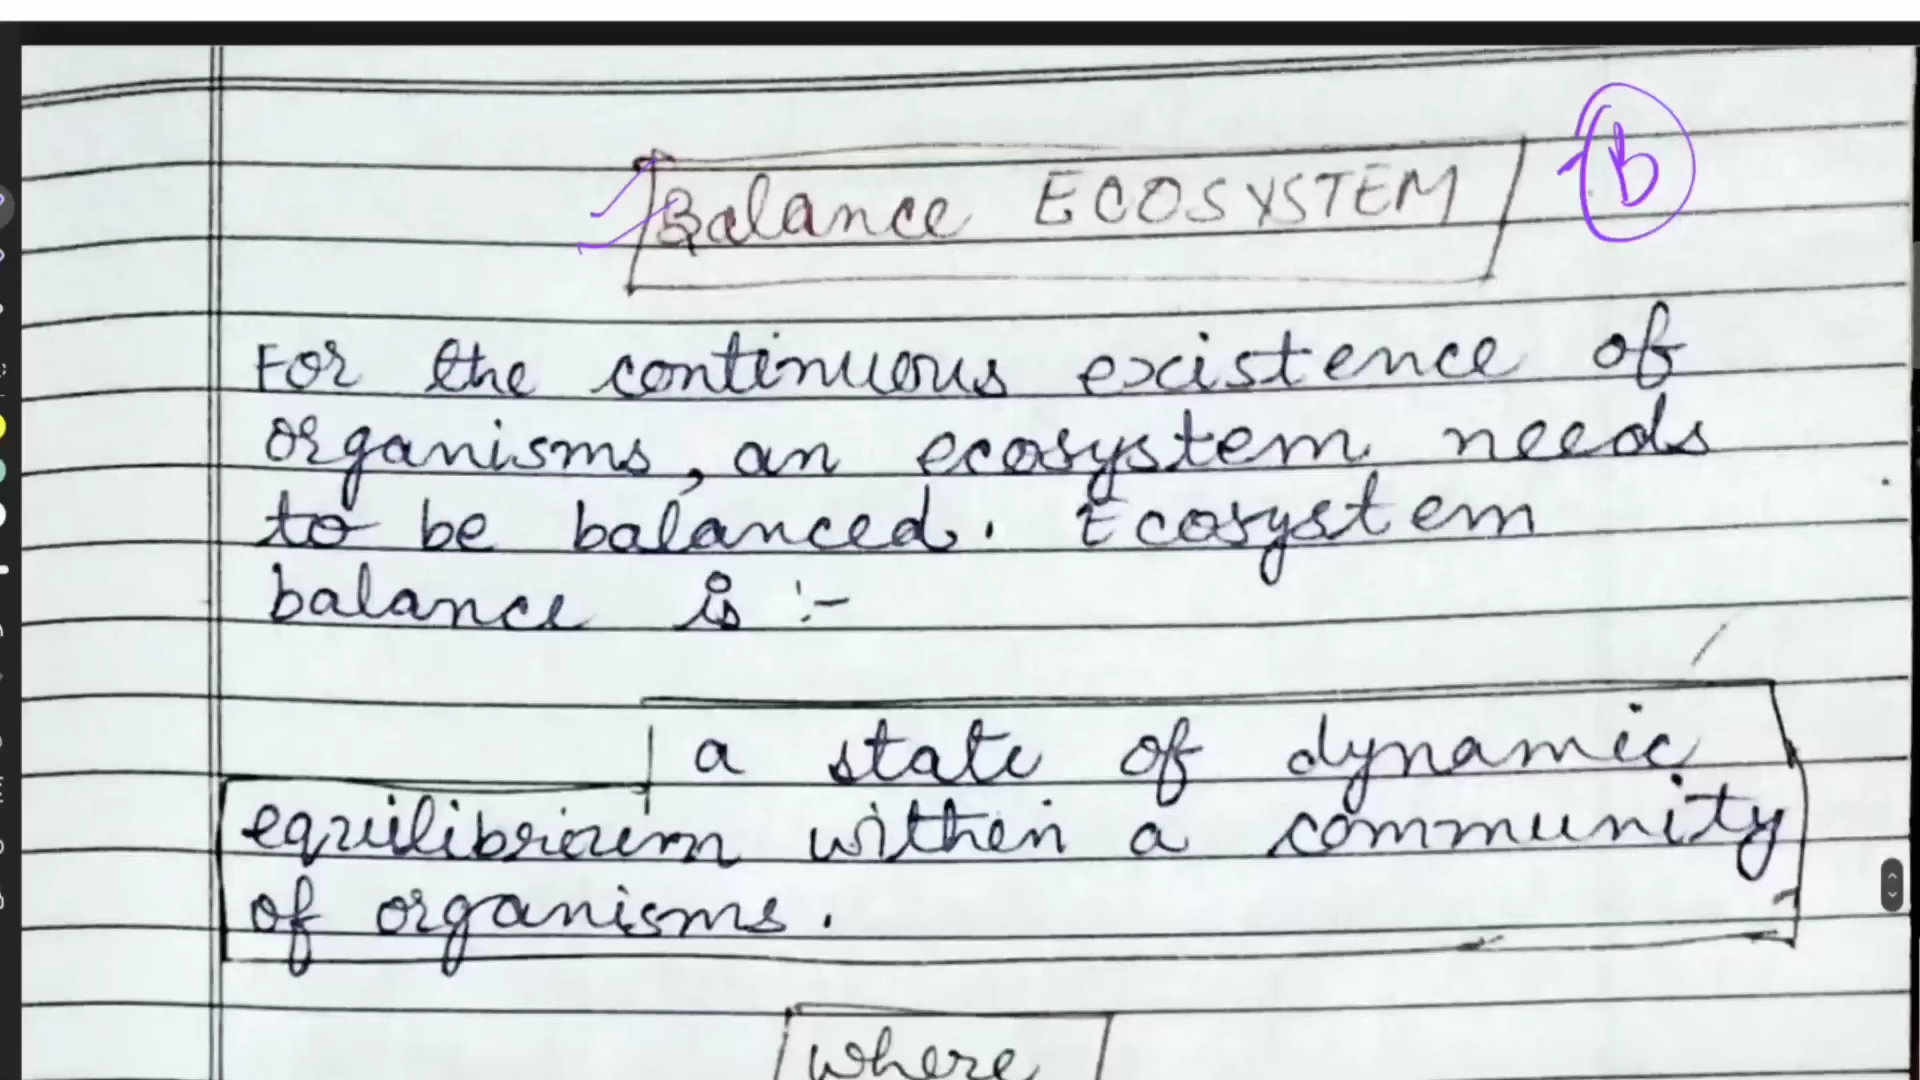 Balance ECOSYSTEM
B
For the continuous existence of
organisms, an ecosystem needs
to be balanced. Ecosystem
balance is :-
a state of dynamic
equilibrium within a community
of organisms.
where